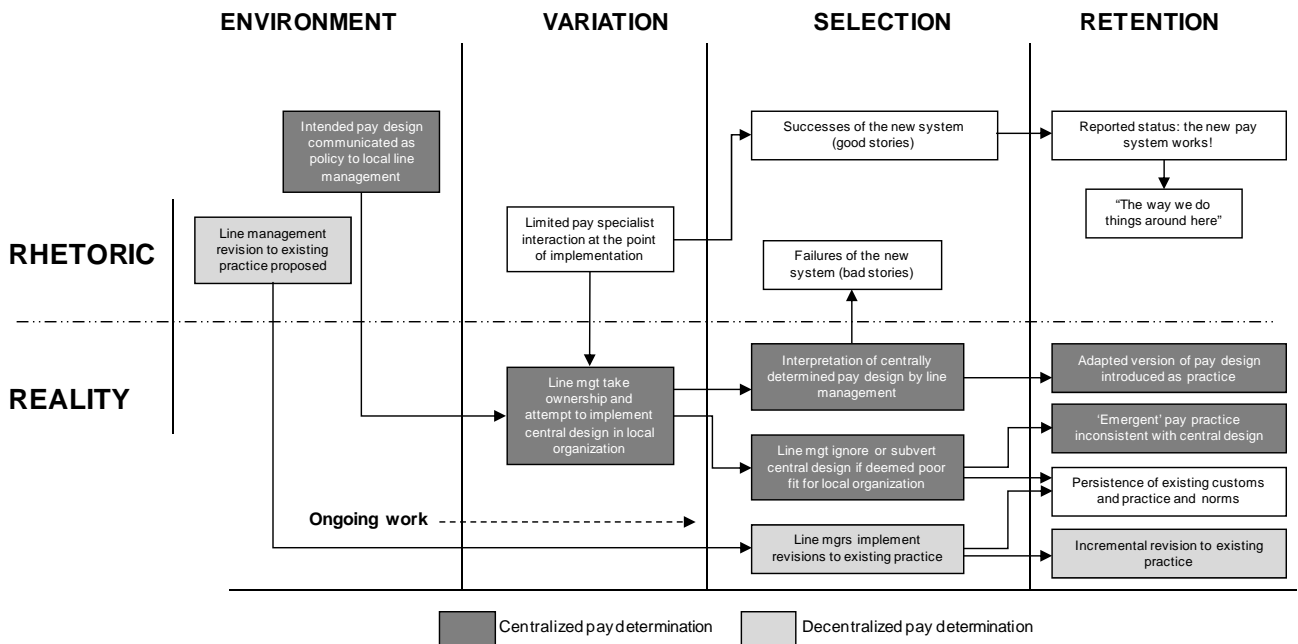 ENVIRONMENT
VARIATION
SELECTION
RETENTION
Intended pay design
communicated as
policy to local line
management
Successes of the new system
(good stories)
Reported status: the new pay
system works!
“The way we do
things around here”
RHETORIC
Line management
revision to existing
practice proposed
Limited pay specialist
interaction at the point
of implementation
Failures of the new
system (bad stories)
REALITY
Line mgt take
ownership and
attempt to implement
central design in local
organization
Interpretation of centrally
determined pay design by line
management
Adapted version of pay design
introduced as practice
‘Emergent’ pay practice
inconsistent with central design
Line mgt ignore or subvert
central design if deemed poor
fit for local organization
Persistence of existing customs
and practice and norms
Ongoing work
Line mgrs implement
revisions to existing practice
Incremental revision to existing
practice
Centralized pay determination
Decentralized pay determination